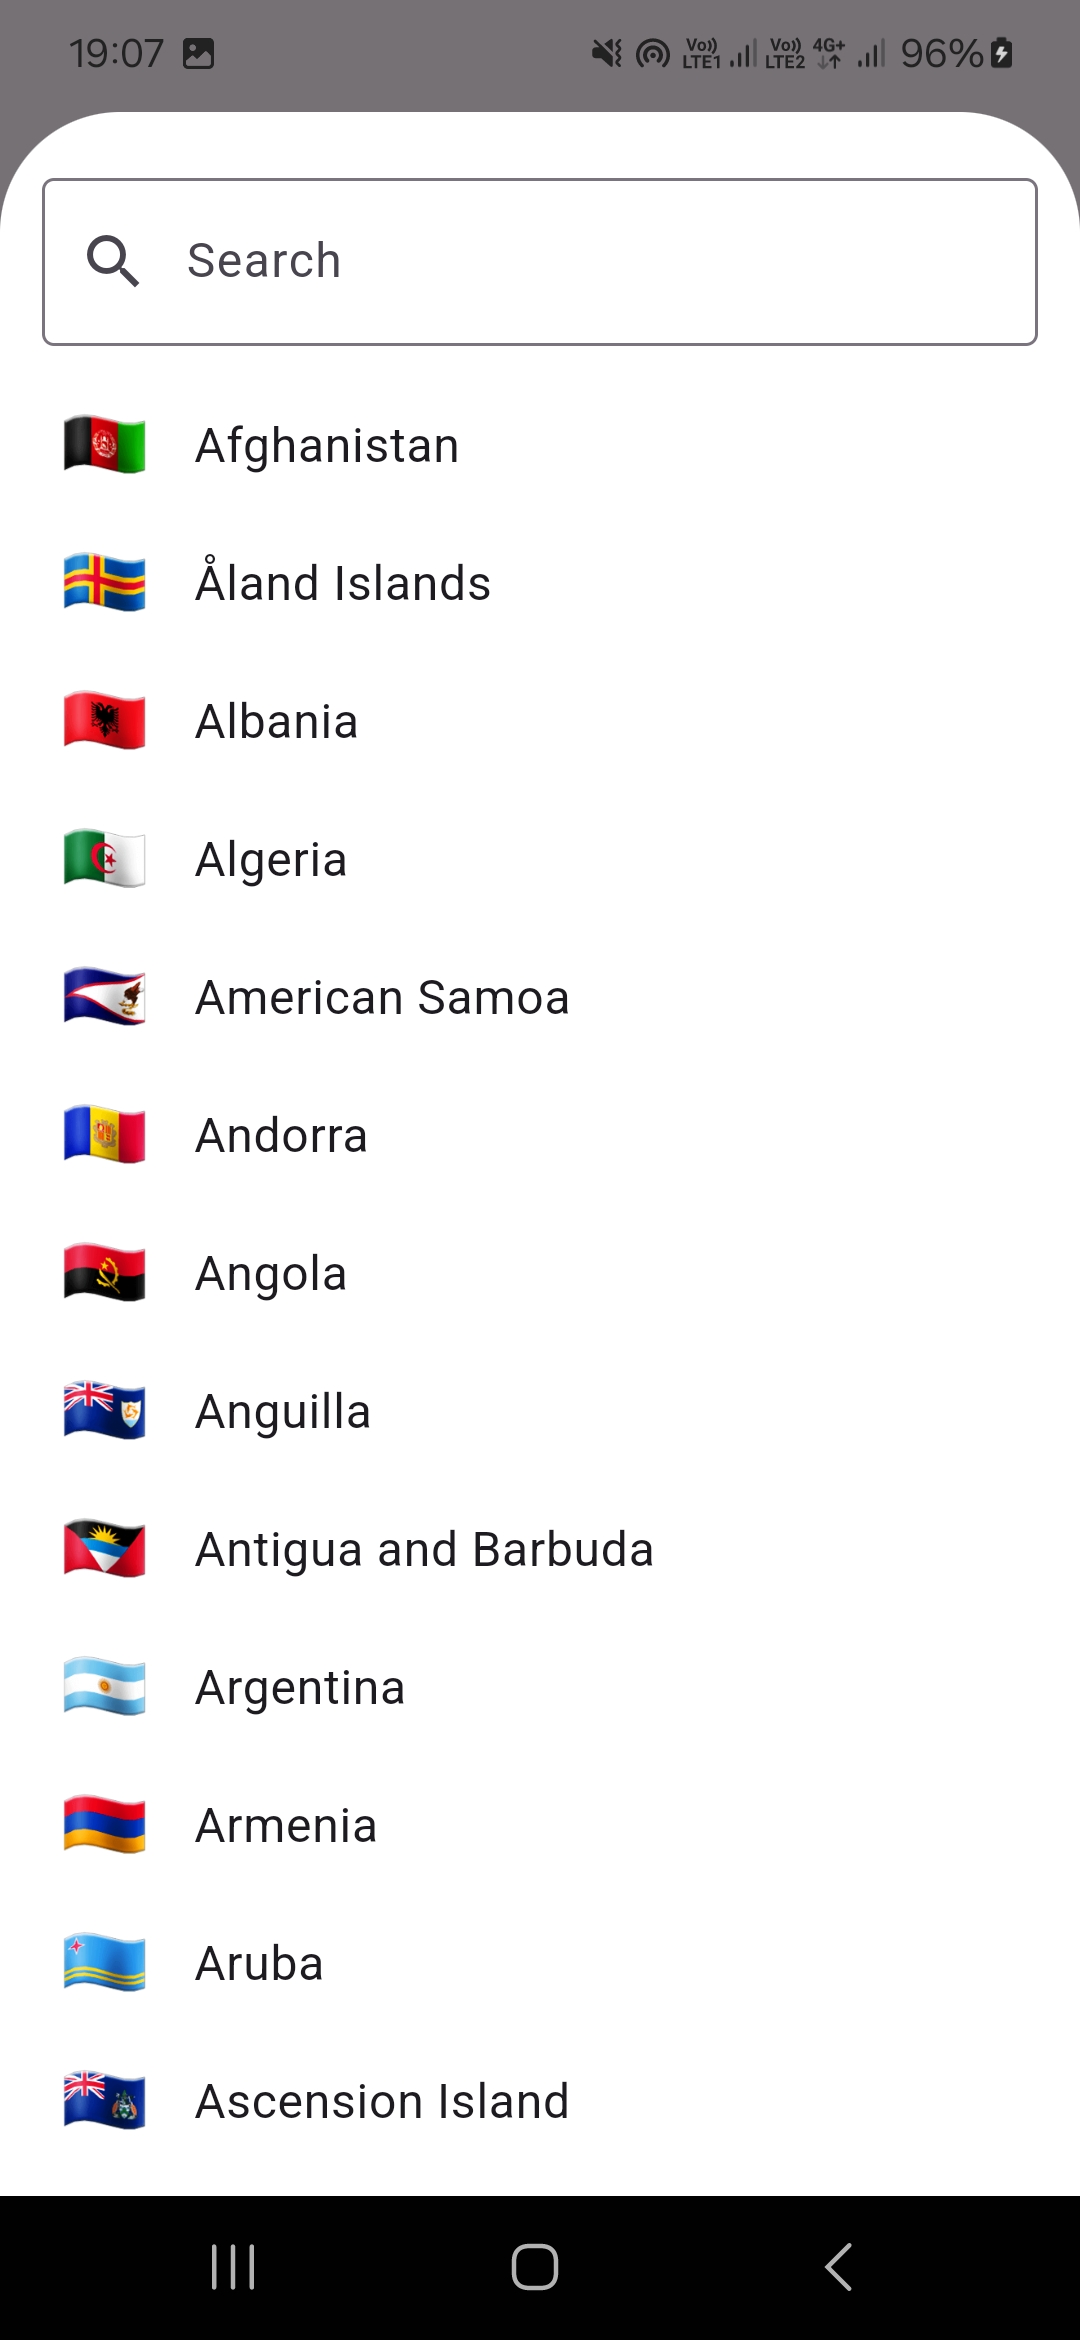 19:07 Vo)) LTE1 Vo)) LTE2 4G+ 96%
Search
Afghanistan
Åland Islands
Albania
Algeria
American Samoa
Andorra
Angola
Anguilla
Antigua and Barbuda
Argentina
Armenia
Aruba
Ascension Island